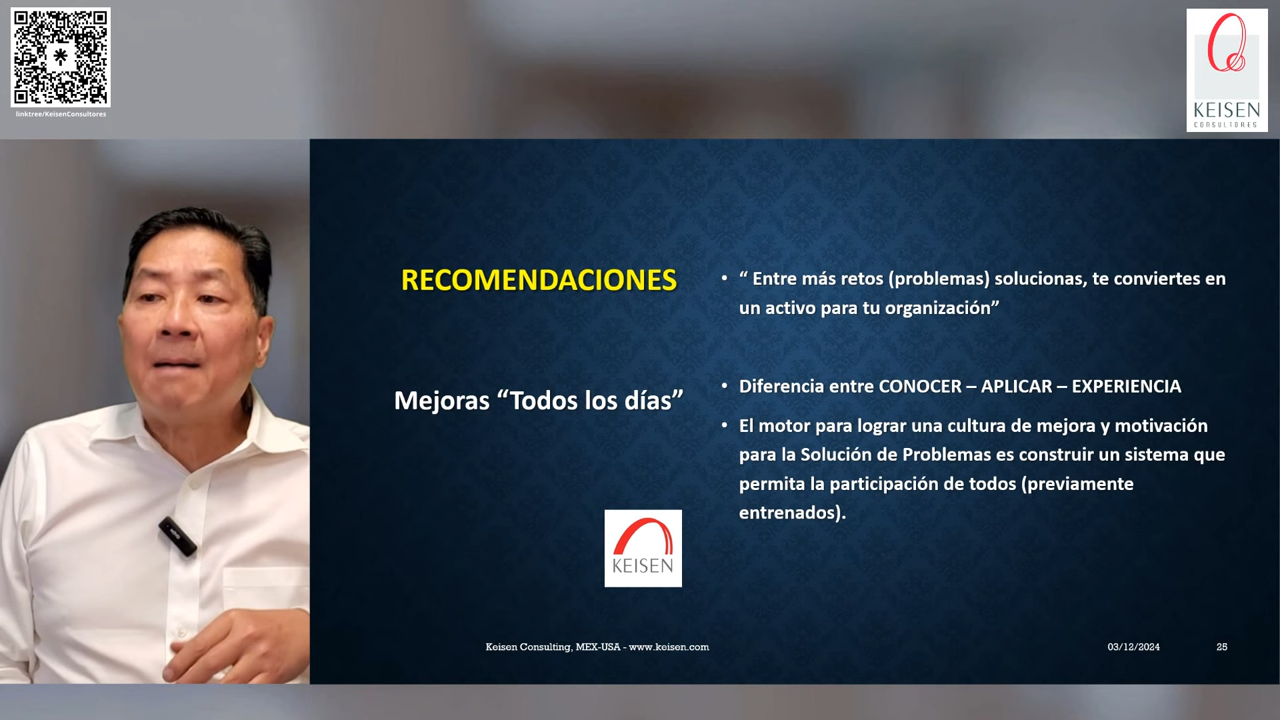 linktree/KeisenConsultores
KEISEN
CONSULTORES
RECOMENDACIONES
Mejoras “Todos los días”
• “ Entre más retos (problemas) solucionas, te conviertes en
un activo para tu organización”
• Diferencia entre CONOCER – APLICAR – EXPERIENCIA
• El motor para lograr una cultura de mejora y motivación
para la Solución de Problemas es construir un sistema que
permita la participación de todos (previamente
entrenados).
KEISEN
Keisen Consulting, MEX-USA - www.keisen.com
03/12/2024
25